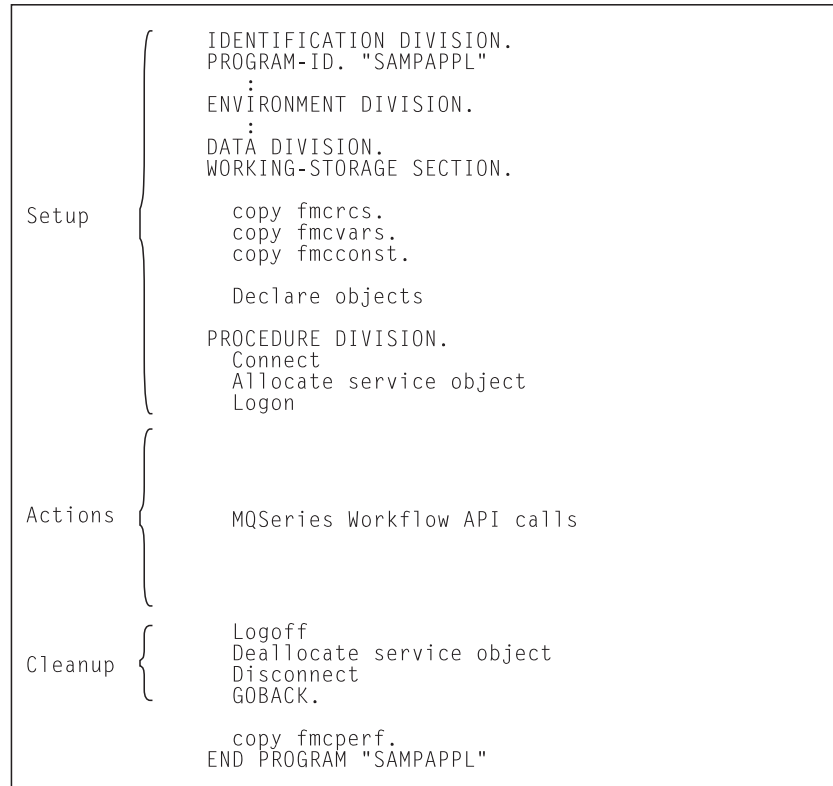 IDENTIFICATION DIVISION.
PROGRAM-ID. "SAMPAPPL"
:
ENVIRONMENT DIVISION.
:
DATA DIVISION.
WORKING-STORAGE SECTION.
Setup
copy fmcrcs.
copy fmcvars.
copy fmcconst.
Declare objects
PROCEDURE DIVISION.
Connect
Allocate service object
Logon
Actions
MQSeries Workflow API calls
Cleanup
Logoff
Deallocate service object
Disconnect
GOBACK.
copy fmcperf.
END PROGRAM "SAMPAPPL"